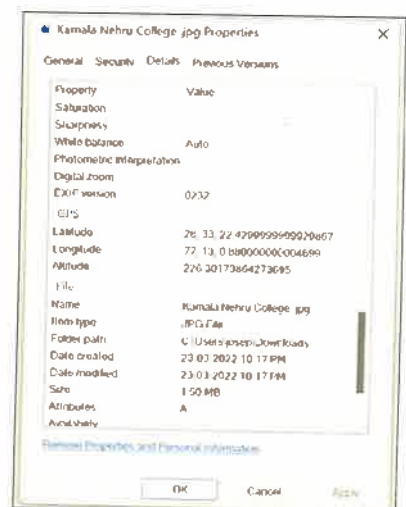 Kamala Nehru College .jpg Properties
General Security Details Previous Versions
Property Value
Saturation
Sharpness
White balance Auto
Photometric interpretation
Digital zoom
EXIF version 0232
GPS
Latitude 28; 33; 22.4299999999920867
Longitude 77; 13; 0.88000000000004699
Altitude 226.30173864273695
File
Name Kamala Nehru College .jpg
Item type JPG File
Folder path C:\Users\josep\Downloads
Date created 23-03-2022 10:17 PM
Date modified 23-03-2022 10:17 PM
Size 1.50 MB
Attributes A
Availability
Remove Properties and Personal Information
OK Cancel Apply